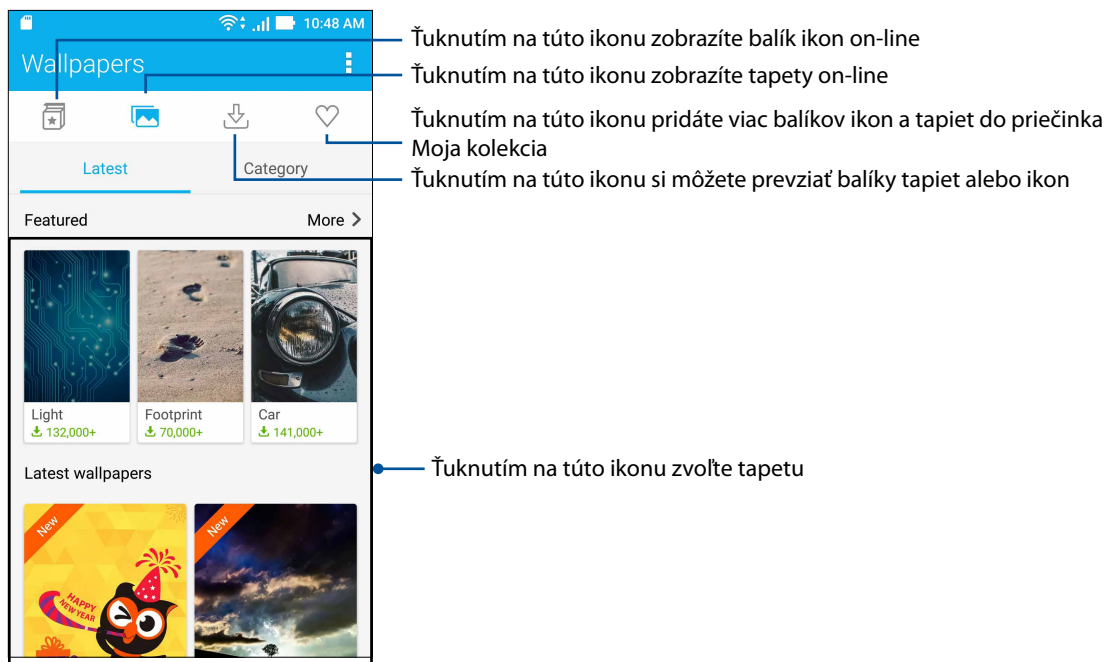 10:48 AM
Wallpapers
Latest
Category
Featured
More
Light
132,000+
Footprint
70,000+
Car
141,000+
Latest wallpapers
New
New
HAPPY
NEW YEAR
Ťuknutím na túto ikonu zobrazíte balík ikon on-line
Ťuknutím na túto ikonu zobrazíte tapety on-line
Ťuknutím na túto ikonu pridáte viac balíkov ikon a tapiet do priečinka
Moja kolekcia
Ťuknutím na túto ikonu si môžete prevziať balíky tapiet alebo ikon
Ťuknutím na túto ikonu zvoľte tapetu